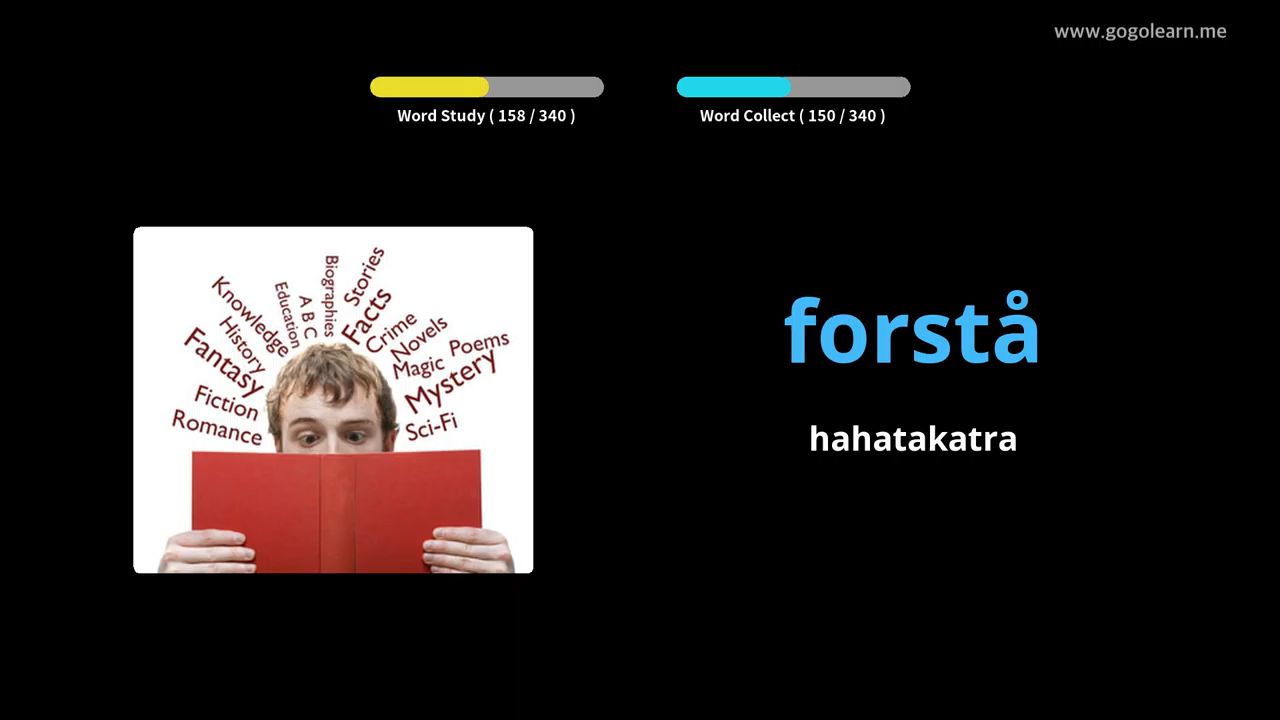 www.gogolearn.me
Word Study ( 158 / 340 )
Word Collect ( 150 / 340 )
Biographies
Stories
Knowledge
Education
A B C
Facts
History
Crime
Novels
Fantasy
Magic
Poems
Mystery
Fiction
Romance
Sci-Fi
forstå
hahatakatra